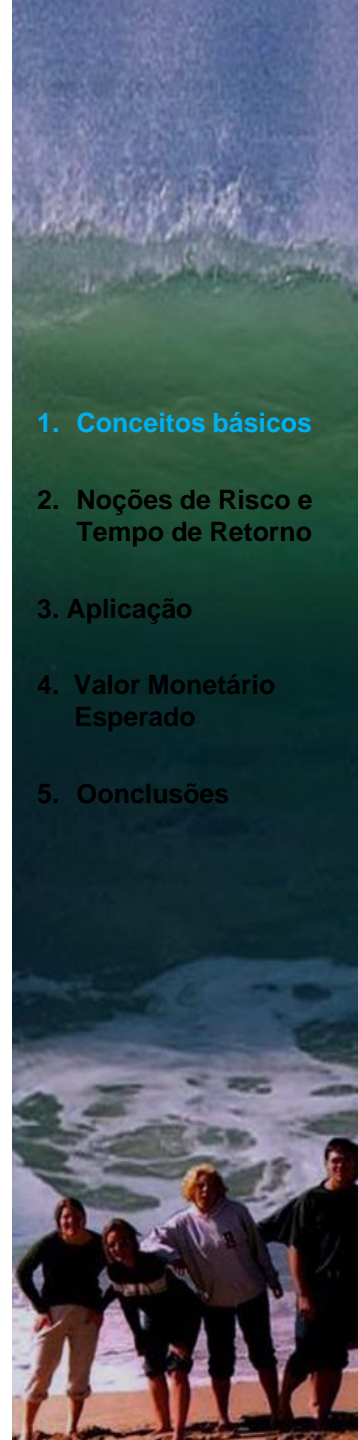 1. Conceitos básicos
2. Noções de Risco e
Tempo de Retorno
3. Aplicação
4. Valor Monetário
Esperado
5. Oonclusões